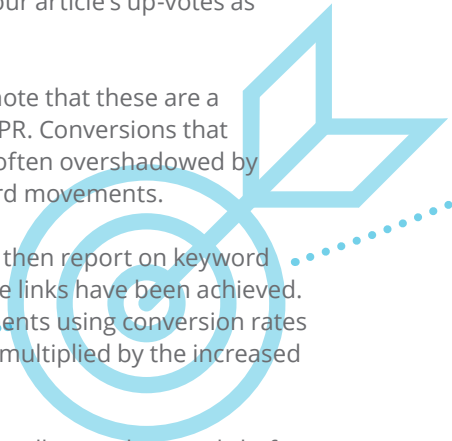 our article's up-votes as
note that these are a
PR. Conversions that
often overshadowed by
rd movements.
then report on keyword
e links have been achieved.
ents using conversion rates
multiplied by the increased